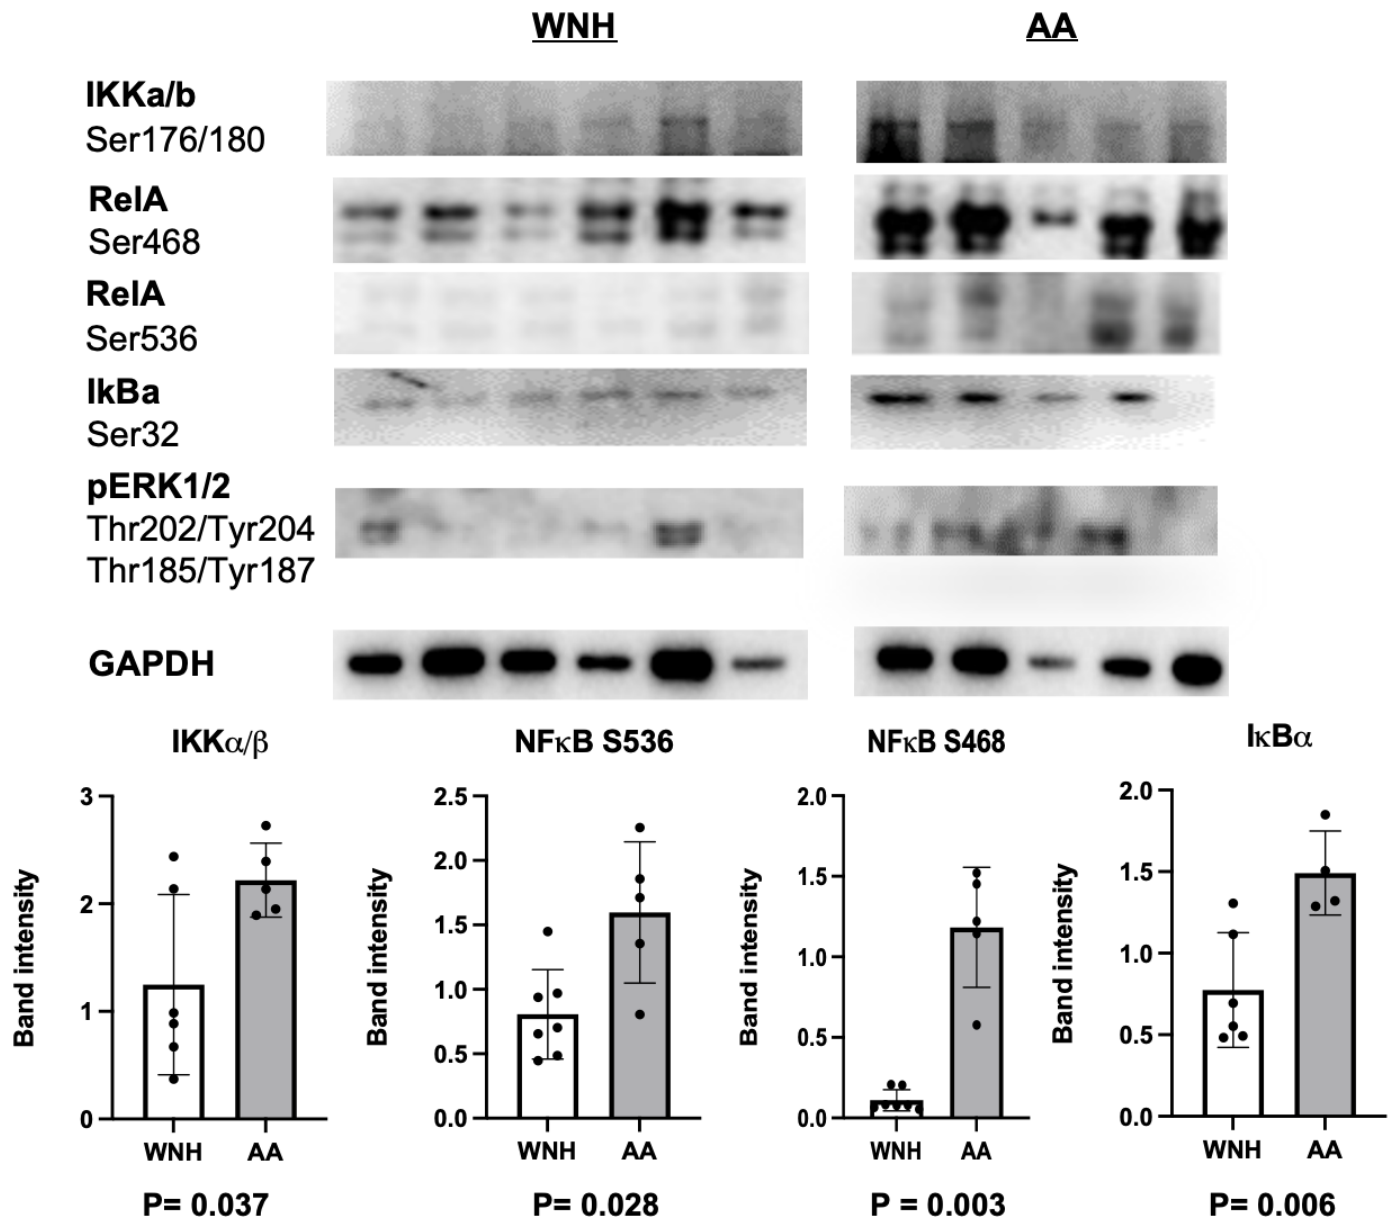 WNH AA
IKKa/b
Ser176/180
RelA
Ser468
RelA
Ser536
IkBa
Ser32
pERK1/2
Thr202/Tyr204
Thr185/Tyr187
GAPDH
IKKα/β
3
2
1
0
Band intensity
WNH AA
P= 0.037
NFκB S536
2.5
2.0
1.5
1.0
0.5
0.0
Band intensity
WNH AA
P= 0.028
NFκB S468
2.0
1.5
1.0
0.5
0.0
Band intensity
WNH AA
P = 0.003
IκBα
2.0
1.5
1.0
0.5
0.0
Band intensity
WNH AA
P= 0.006